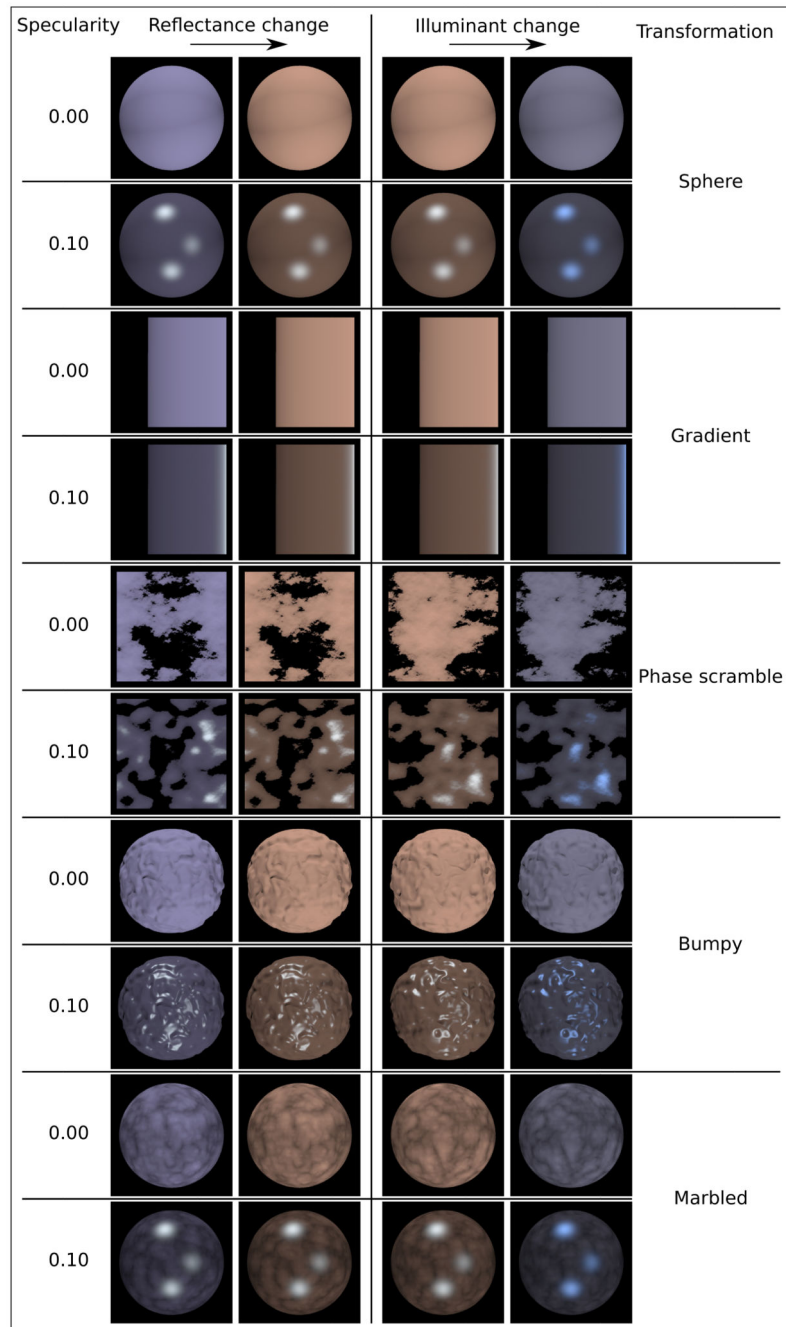 Specularity Reflectance change Illuminant change Transformation
0.00
Sphere
0.10
0.00
Gradient
0.10
0.00
Phase scramble
0.10
0.00
Bumpy
0.10
0.00
Marbled
0.10